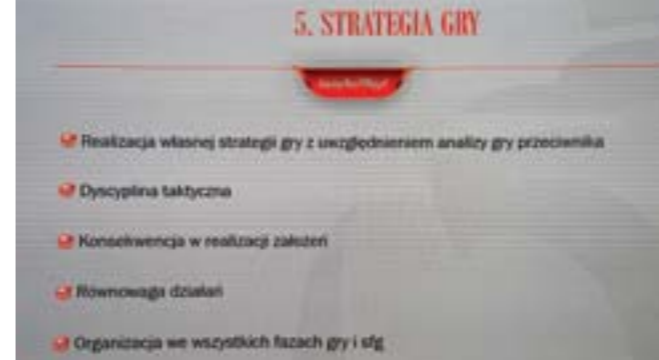 5. STRATEGIA GRY
Realizacja własnej strategii gry z uwzględnieniem analizy gry przeciwnika
Dyscyplina taktyczna
Konsekwencja w realizacji założeń
Równowaga działań
Organizacja we wszystkich fazach gry i sfg